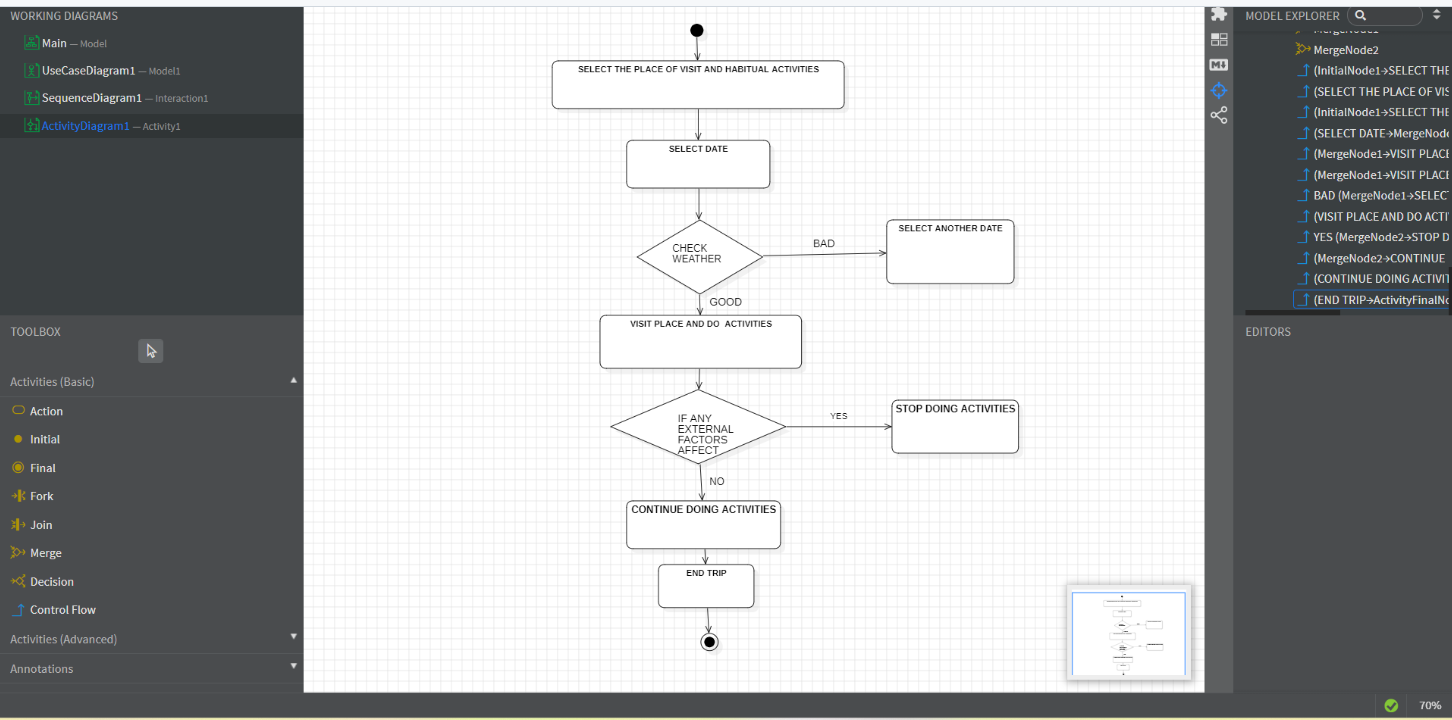 WORKING DIAGRAMS
Main — Model
UseCaseDiagram1 — Model1
SequenceDiagram1 — Interaction1
ActivityDiagram1 — Activity1
TOOLBOX
Activities (Basic)
Action
Initial
Final
Fork
Join
Merge
Decision
Control Flow
Activities (Advanced)
Annotations
SELECT THE PLACE OF VISIT AND HABITUAL ACTIVITIES
SELECT DATE
CHECK
WEATHER
BAD
SELECT ANOTHER DATE
GOOD
VISIT PLACE AND DO ACTIVITIES
IF ANY
EXTERNAL
FACTORS
AFFECT
YES
STOP DOING ACTIVITIES
NO
CONTINUE DOING ACTIVITIES
END TRIP
MODEL EXPLORER
MergeNode1
MergeNode2
(InitialNode1→SELECT THE
(SELECT THE PLACE OF VIS
(InitialNode1→SELECT THE
(SELECT DATE→MergeNode
(MergeNode1→VISIT PLACE
(MergeNode1→VISIT PLACE
BAD (MergeNode1→SELEC
(VISIT PLACE AND DO ACTI
YES (MergeNode2→STOP D
(MergeNode2→CONTINUE
(CONTINUE DOING ACTIVIT
(END TRIP→ActivityFinalNo
EDITORS
70%